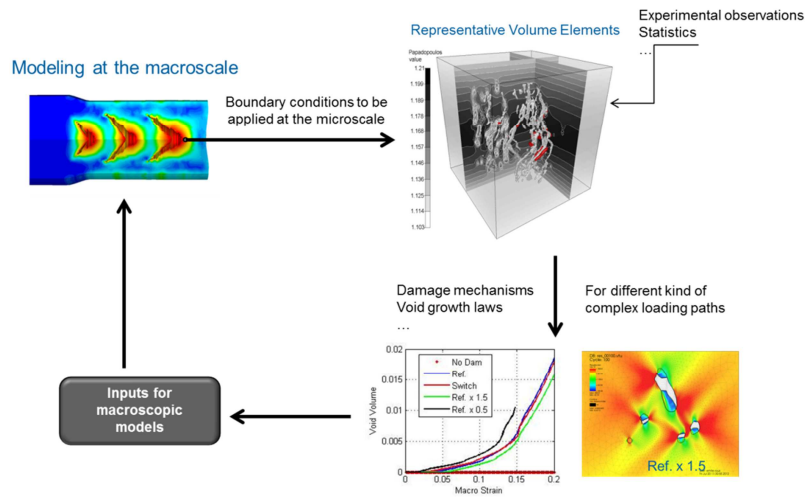 Representative Volume Elements
Experimental observations
Statistics
…
Modeling at the macroscale
Boundary conditions to be
applied at the microscale
Papadopoulos
value
1.21
1.199
1.189
1.178
1.167
1.157
1.146
1.136
1.125
1.114
1.103
Damage mechanisms
Void growth laws
…
For different kind of
complex loading paths
Inputs for
macroscopic
models
Void Volume
0.02
0.015
0.01
0.005
0
No Dam
Ref.
Switch
Ref. x 1.5
Ref. x 0.5
0 0.05 0.1 0.15 0.2
Macro Strain
Ref. x 1.5